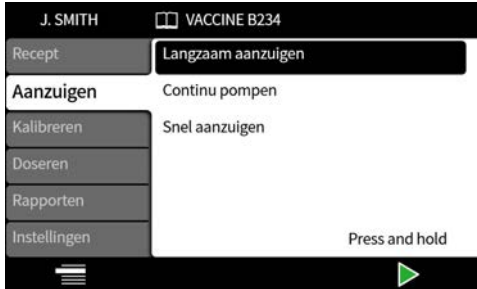 J. SMITH VACCINE B234
Recept
Aanzuigen
Kalibreren
Doseren
Rapporten
Instellingen
Langzaam aanzuigen
Continu pompen
Snel aanzuigen
Press and hold